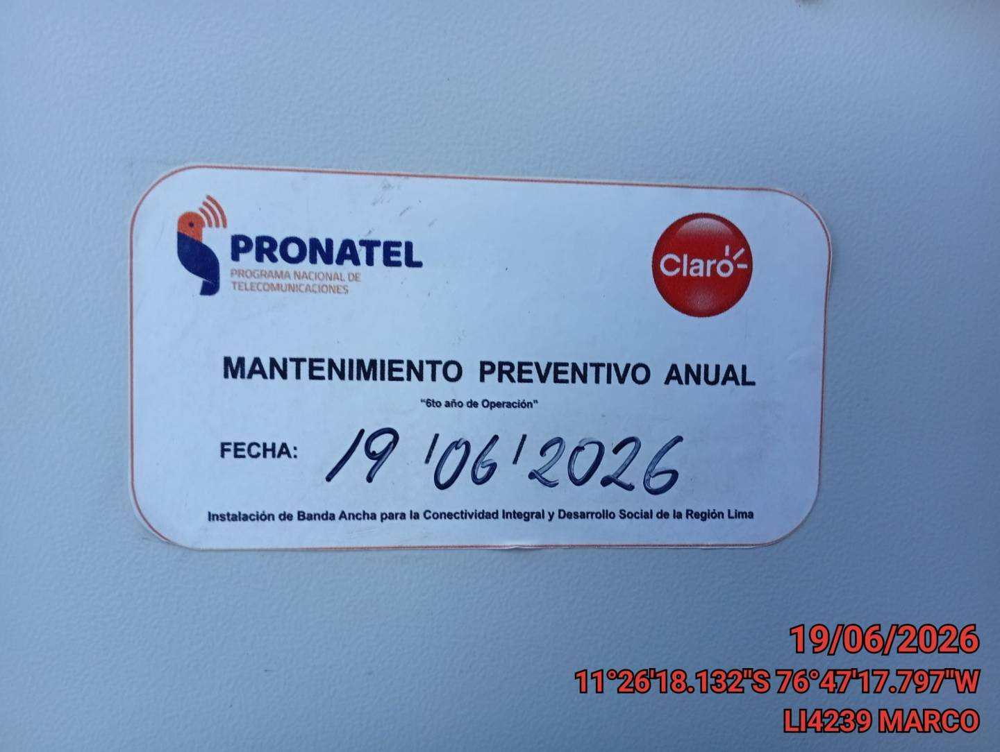 PRONATEL
PROGRAMA NACIONAL DE
TELECOMUNICACIONES
Claro
MANTENIMIENTO PREVENTIVO ANUAL
"6to año de Operación"
FECHA: 19/06/2026
Instalación de Banda Ancha para la Conectividad Integral y Desarrollo Social de la Región Lima
19/06/2026
11°26'18.132"S 76°47'17.797"W
LI4239 MARCO